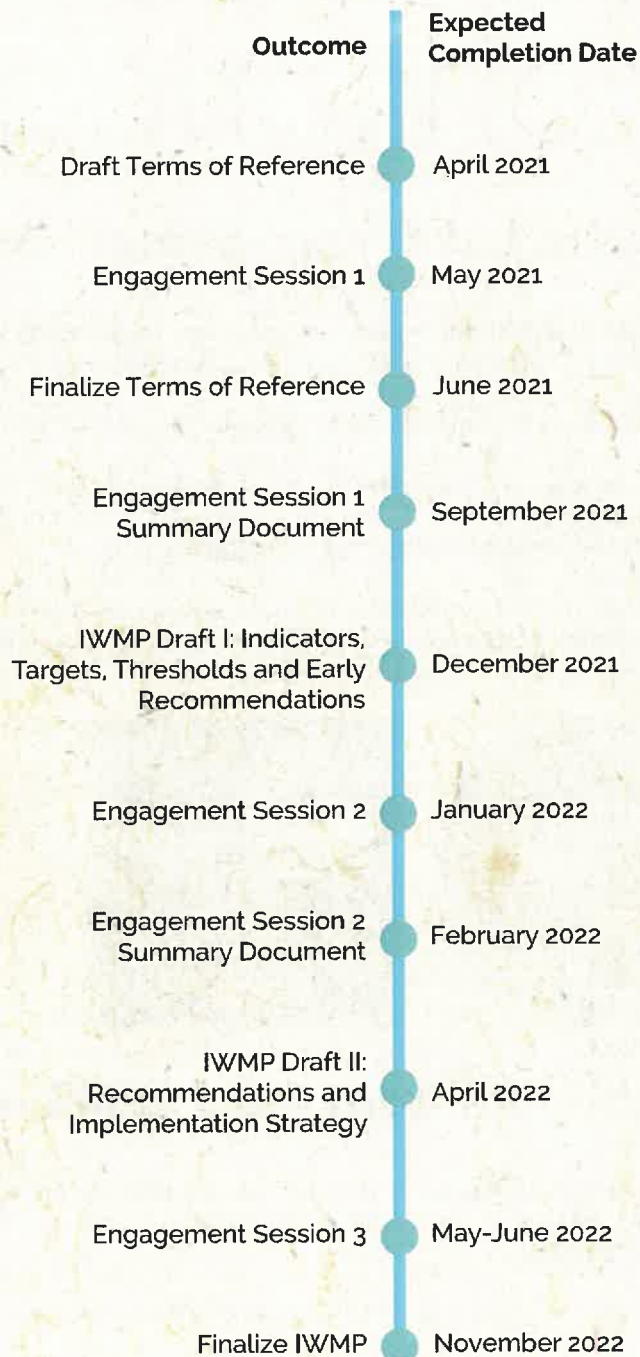 Outcome
Expected
Completion Date
Draft Terms of Reference
April 2021
Engagement Session 1
May 2021
Finalize Terms of Reference
June 2021
Engagement Session 1
Summary Document
September 2021
IWMP Draft I: Indicators,
Targets, Thresholds and Early
Recommendations
December 2021
Engagement Session 2
January 2022
Engagement Session 2
Summary Document
February 2022
IWMP Draft II:
Recommendations and
Implementation Strategy
April 2022
Engagement Session 3
May-June 2022
Finalize IWMP
November 2022